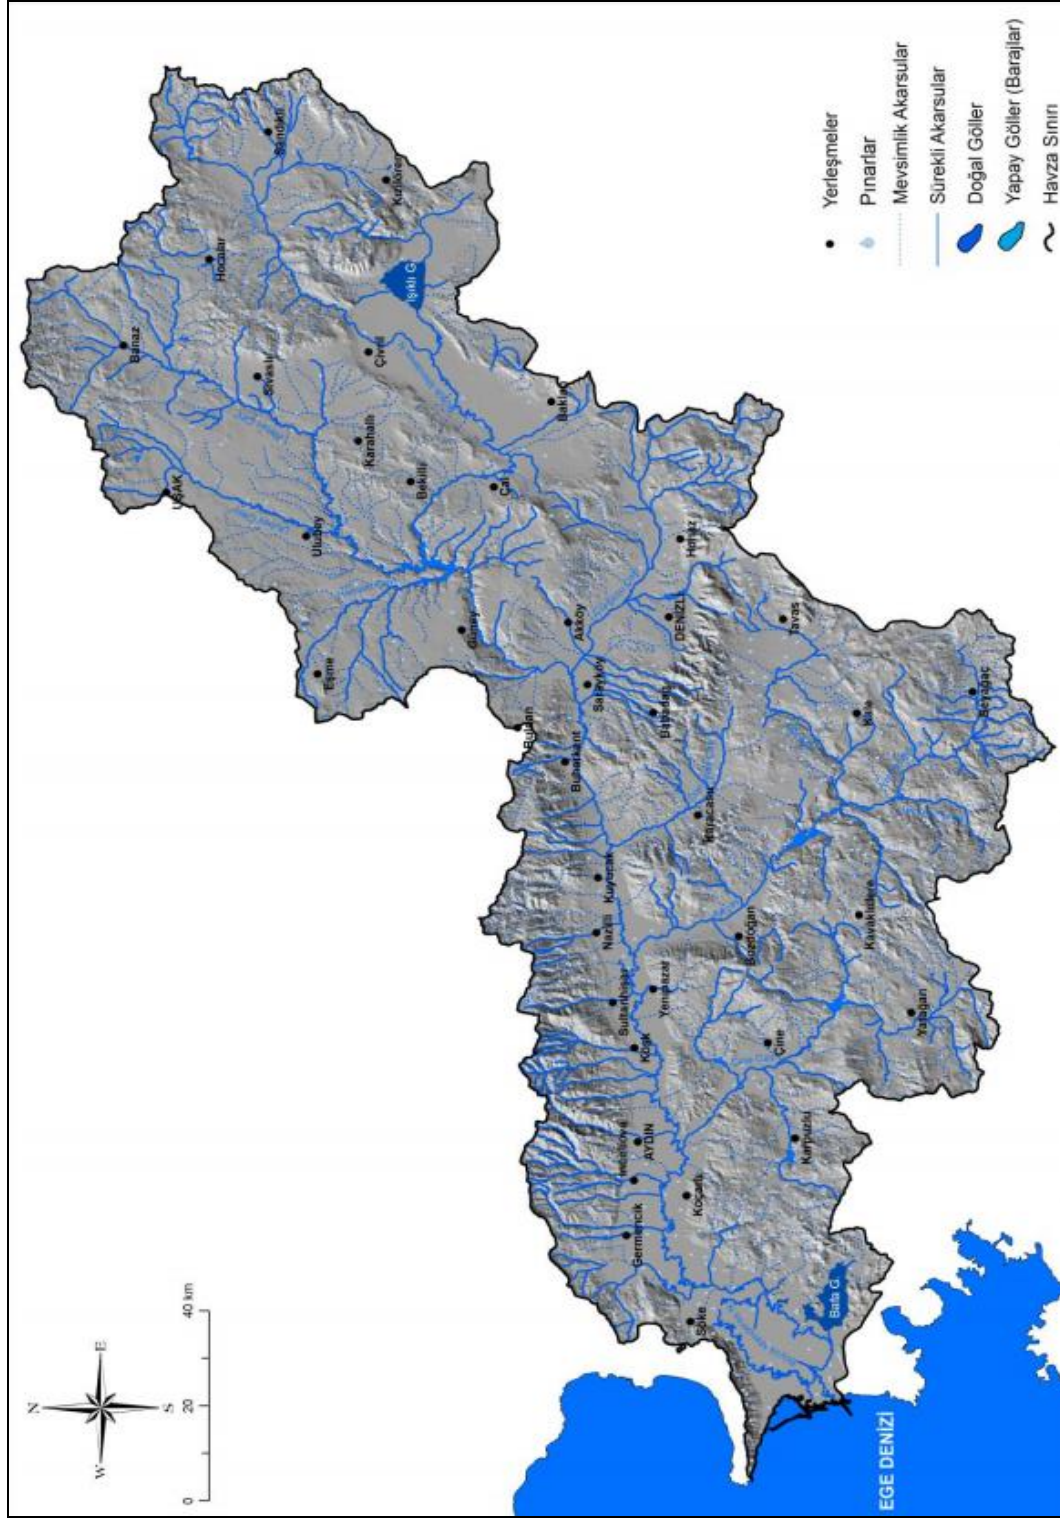 N
W
E
S
0
20
40 km
UŞAK
Banaz
Hocalar
Sandıklı
Sivaslı
Ulubey
Eşme
Karahallı
Çivril
Işıklı G.
Kızılören
Bekilli
Güney
Çal
Baklan
Buldan
Akköy
Buharkent
Sarayköy
Babadağ
DENİZLİ
Honaz
Nazilli
Kuyucak
Sultanhisar
Köşk
Yenipazar
Karacasu
AYDIN
Germencik
Koçarlı
Söke
Bozdoğan
Çine
Karpuzlu
Tavas
Kale
Kavaklıdere
Yatağan
Beyağaç
Bafa G.
EGE DENİZİ
Yerleşmeler
Pınarlar
Mevsimlik Akarsular
Sürekli Akarsular
Doğal Göller
Yapay Göller (Barajlar)
Havza Sınırı